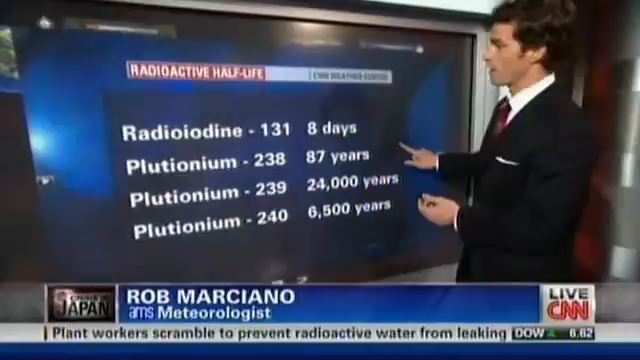 RADIOACTIVE HALF-LIFE
CNN WEATHER CENTER
Radioiodine - 131 8 days
Plutionium - 238 87 years
Plutionium - 239 24,000 years
Plutionium - 240 6,500 years
CRISIS IN
JAPAN
ROB MARCIANO
ams Meteorologist
LIVE
CNN
Plant workers scramble to prevent radioactive water from leaking DOW ▲ 6.62